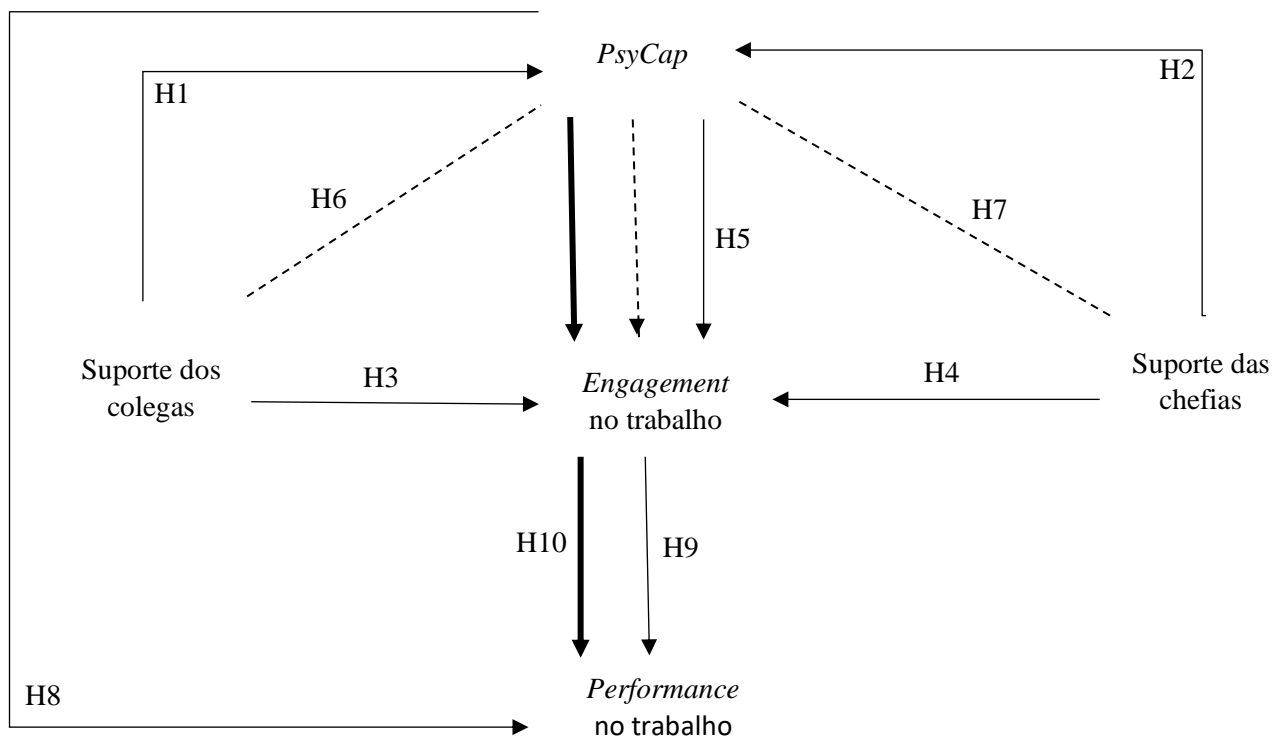 PsyCap
H1
H2
H6
H7
H5
Suporte dos
colegas
H3
Engagement
no trabalho
H4
Suporte das
chefias
H10
H9
H8
Performance
no trabalho